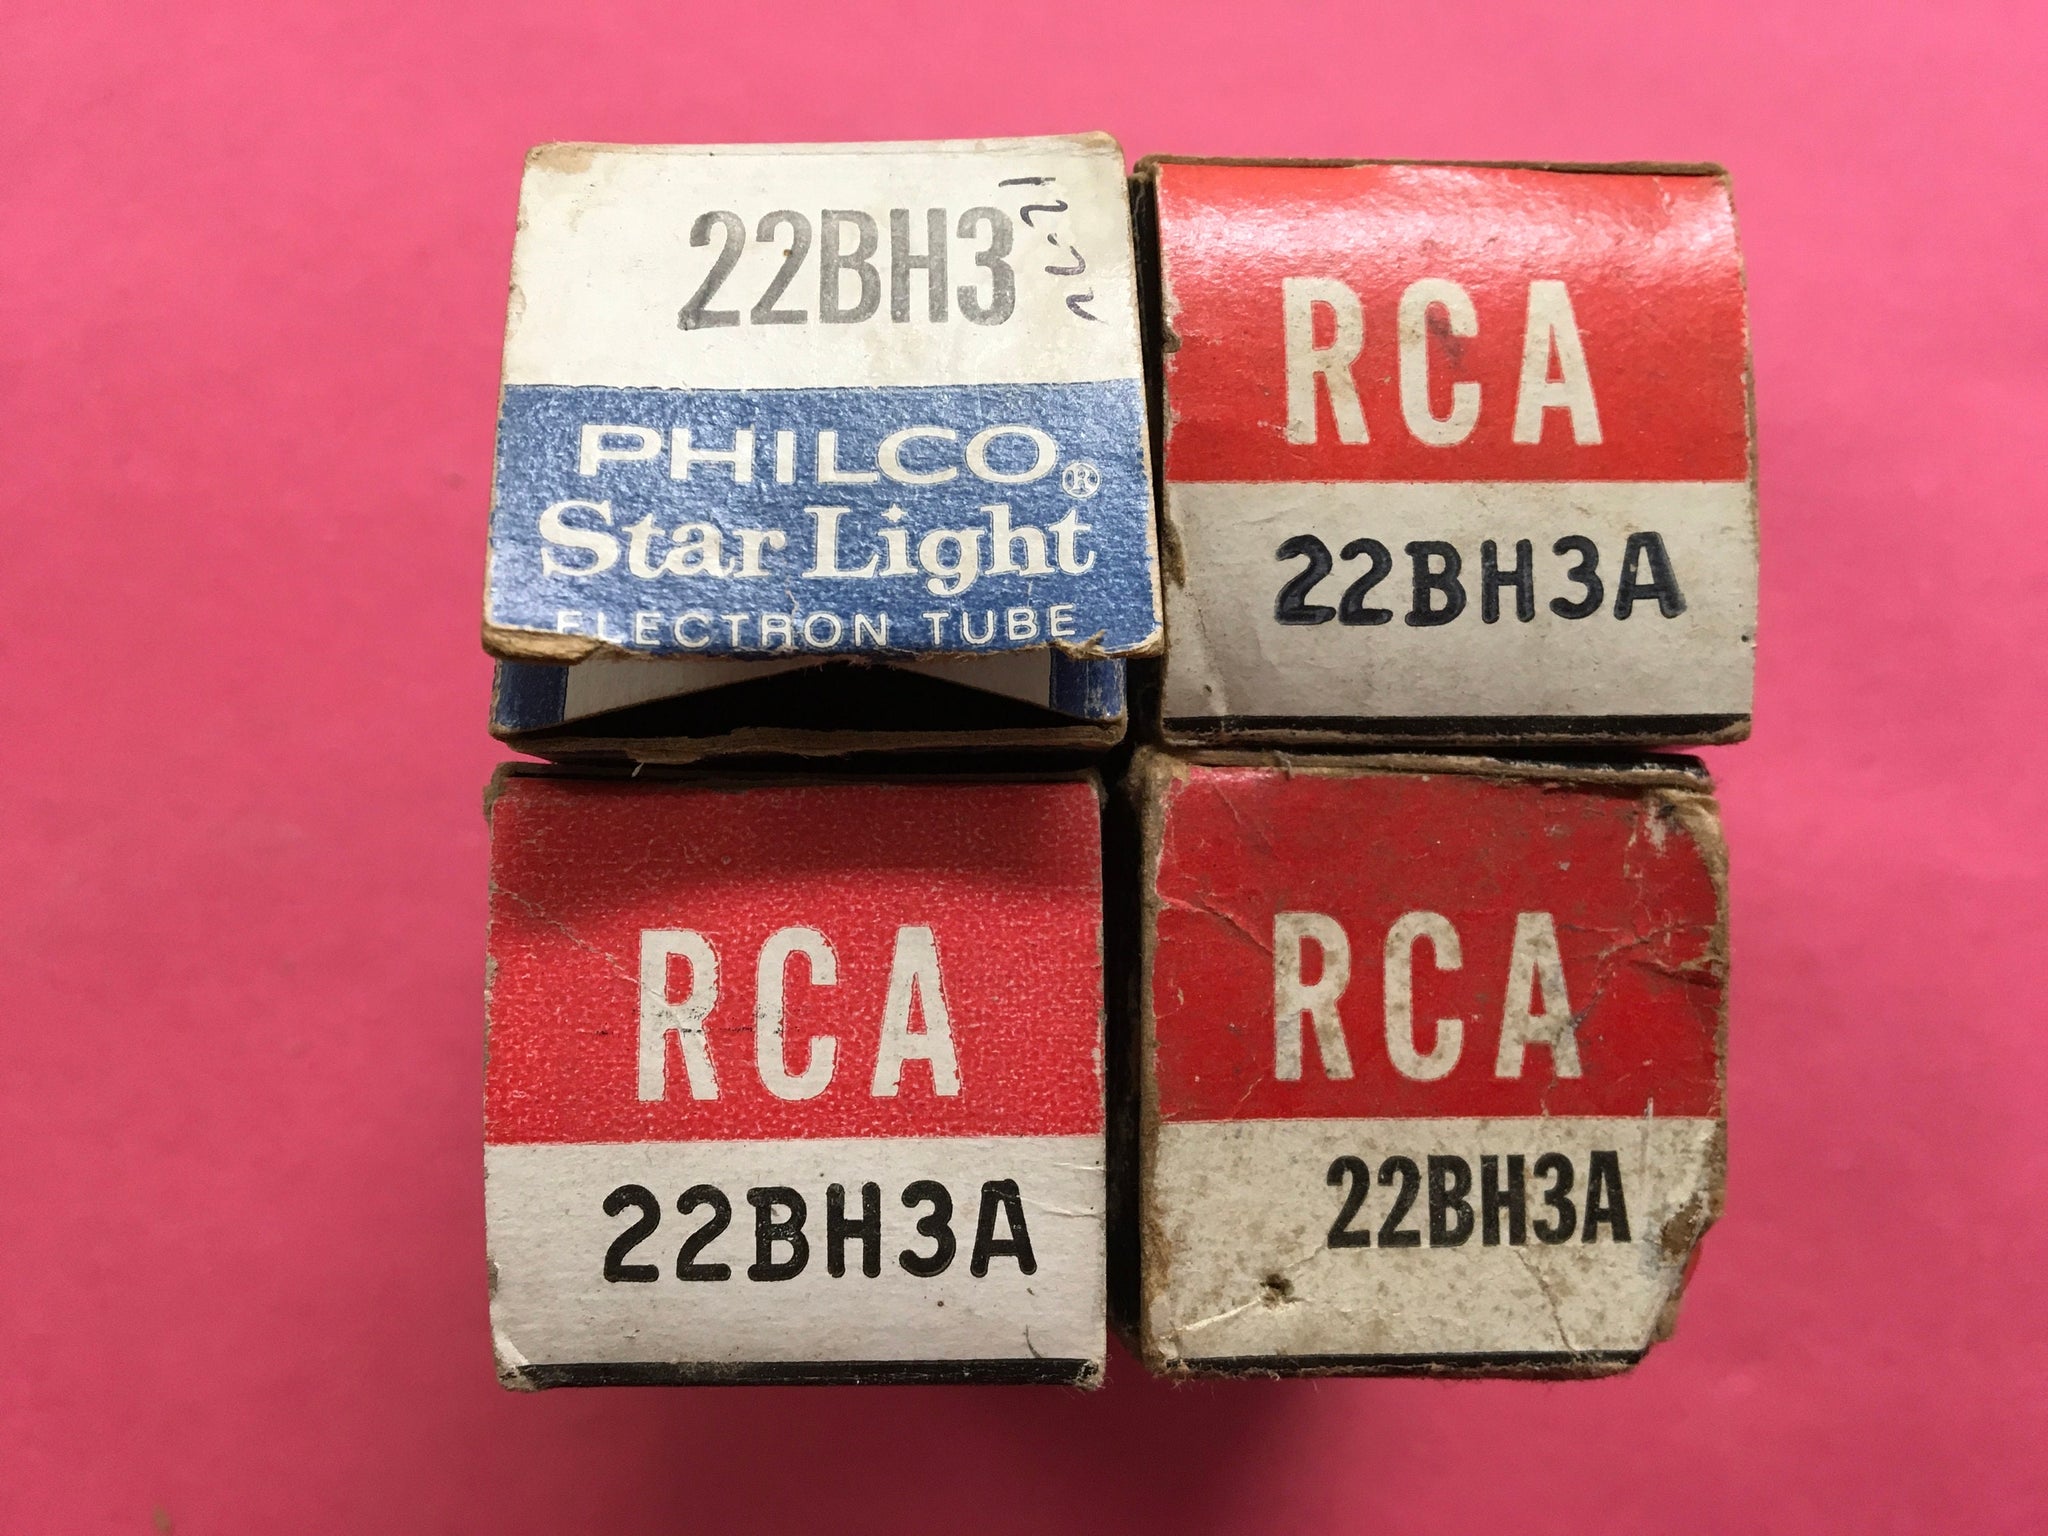 22BH3
PHILCO®
Star Light
ELECTRON TUBE
RCA
22BH3A
RCA
22BH3A
RCA
22BH3A